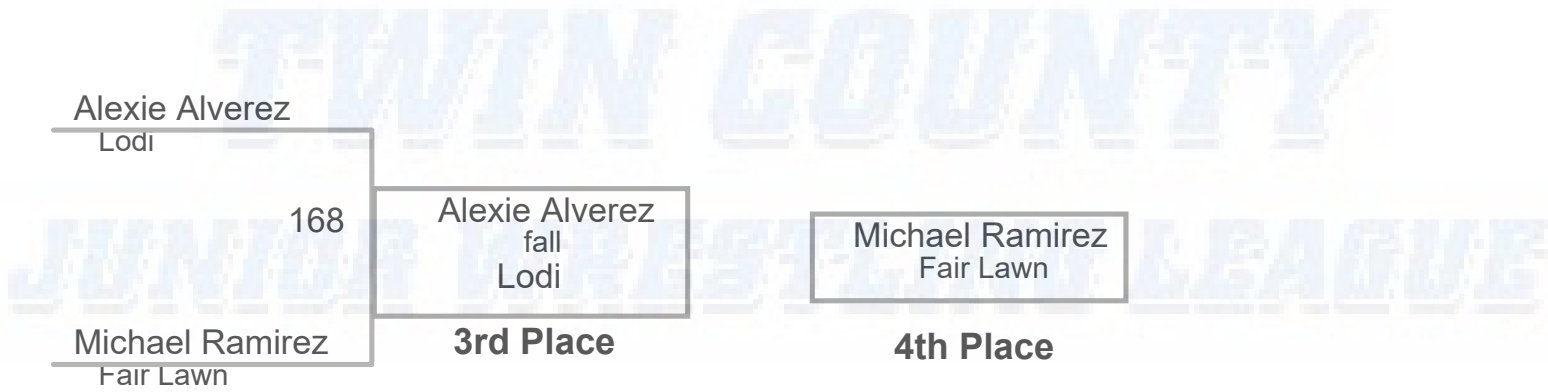 TWIN COUNTY
JUNIOR WRESTLING LEAGUE
Alexie Alverez
Lodi
168
Michael Ramirez
Fair Lawn
Alexie Alverez
fall
Lodi
3rd Place
Michael Ramirez
Fair Lawn
4th Place